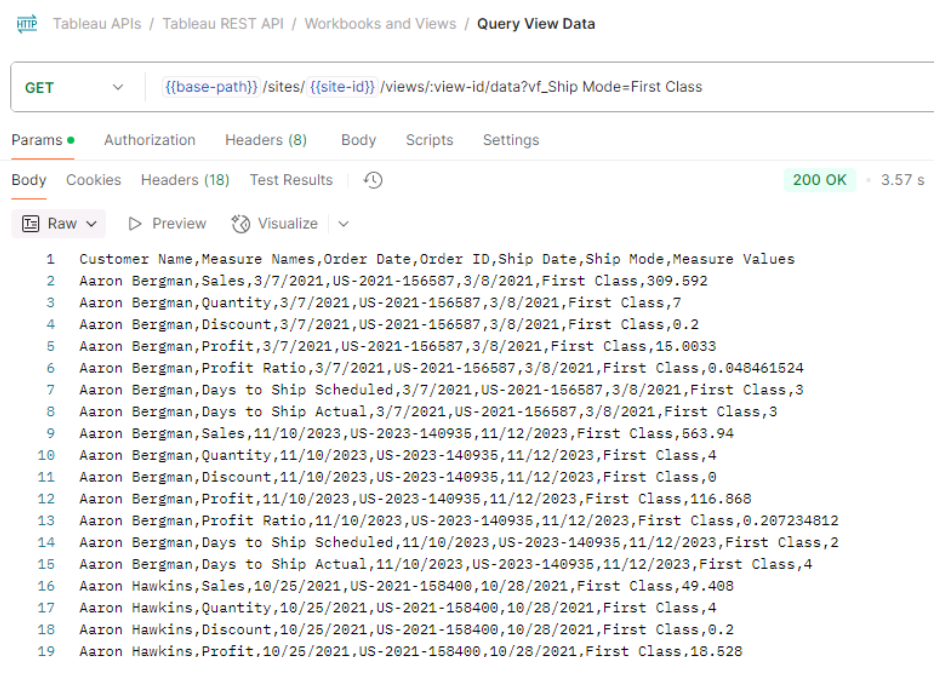 HTTP Tableau APIs / Tableau REST API / Workbooks and Views / Query View Data
GET {{base-path}} /sites/ {{site-id}} /views/:view-id/data?vf_Ship Mode=First Class
Params Authorization Headers (8) Body Scripts Settings
Body Cookies Headers (18) Test Results 200 OK 3.57 s
Raw Preview Visualize
1 Customer Name,Measure Names,Order Date,Order ID,Ship Date,Ship Mode,Measure Values
2 Aaron Bergman,Sales,3/7/2021,US-2021-156587,3/8/2021,First Class,309.592
3 Aaron Bergman,Quantity,3/7/2021,US-2021-156587,3/8/2021,First Class,7
4 Aaron Bergman,Discount,3/7/2021,US-2021-156587,3/8/2021,First Class,0.2
5 Aaron Bergman,Profit,3/7/2021,US-2021-156587,3/8/2021,First Class,15.0033
6 Aaron Bergman,Profit Ratio,3/7/2021,US-2021-156587,3/8/2021,First Class,0.048461524
7 Aaron Bergman,Days to Ship Scheduled,3/7/2021,US-2021-156587,3/8/2021,First Class,3
8 Aaron Bergman,Days to Ship Actual,3/7/2021,US-2021-156587,3/8/2021,First Class,3
9 Aaron Bergman,Sales,11/10/2023,US-2023-140935,11/12/2023,First Class,563.94
10 Aaron Bergman,Quantity,11/10/2023,US-2023-140935,11/12/2023,First Class,4
11 Aaron Bergman,Discount,11/10/2023,US-2023-140935,11/12/2023,First Class,0
12 Aaron Bergman,Profit,11/10/2023,US-2023-140935,11/12/2023,First Class,116.868
13 Aaron Bergman,Profit Ratio,11/10/2023,US-2023-140935,11/12/2023,First Class,0.207234812
14 Aaron Bergman,Days to Ship Scheduled,11/10/2023,US-2023-140935,11/12/2023,First Class,2
15 Aaron Bergman,Days to Ship Actual,11/10/2023,US-2023-140935,11/12/2023,First Class,4
16 Aaron Hawkins,Sales,10/25/2021,US-2021-158400,10/28/2021,First Class,49.408
17 Aaron Hawkins,Quantity,10/25/2021,US-2021-158400,10/28/2021,First Class,4
18 Aaron Hawkins,Discount,10/25/2021,US-2021-158400,10/28/2021,First Class,0.2
19 Aaron Hawkins,Profit,10/25/2021,US-2021-158400,10/28/2021,First Class,18.528